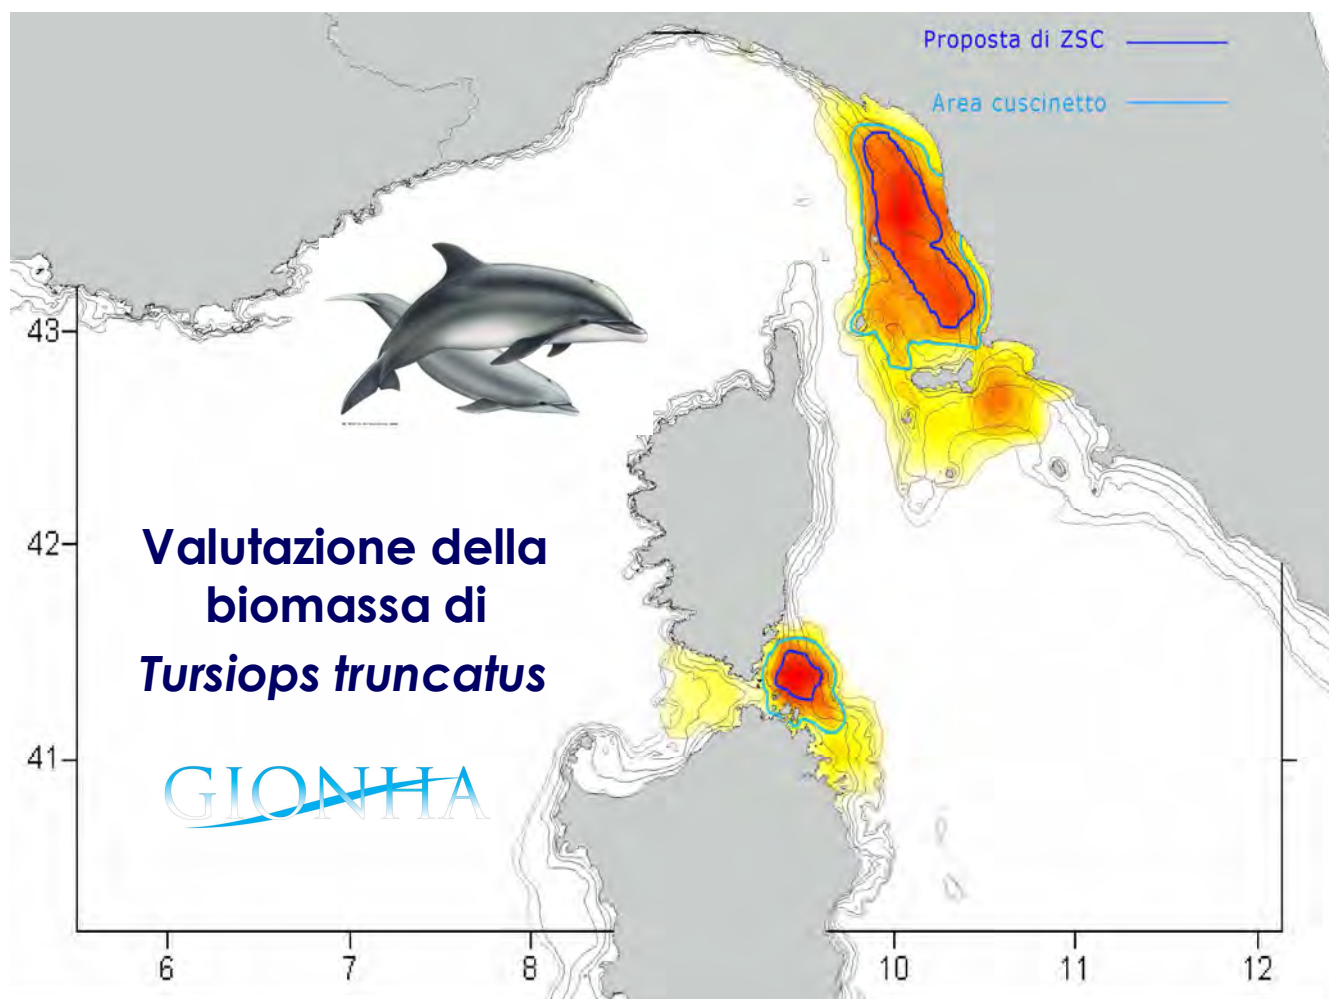 Proposta di ZSC
Area cuscinetto
43
42
41
Valutazione della
biomassa di
Tursiops truncatus
GIONHA
6
7
8
10
11
12